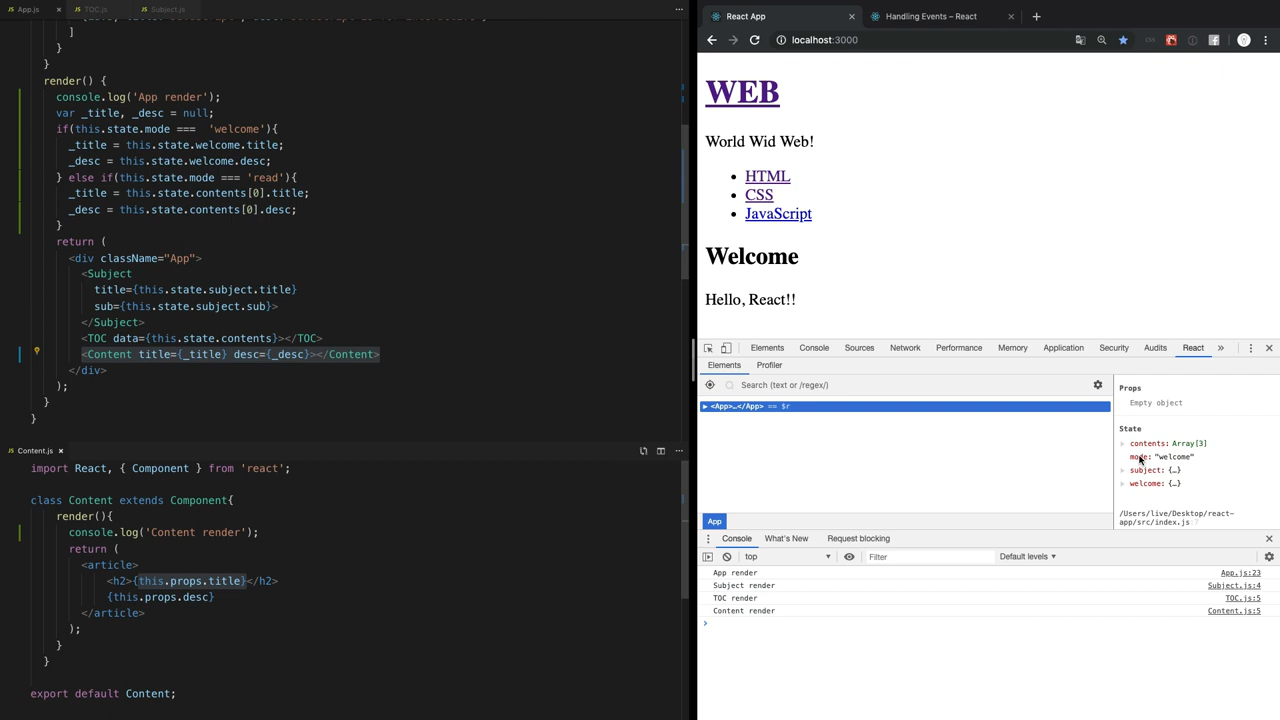 App.js × TOC.js Subject.js
]
}
}
render() {
console.log('App render');
var _title, _desc = null;
if(this.state.mode === 'welcome'){
_title = this.state.welcome.title;
_desc = this.state.welcome.desc;
} else if(this.state.mode === 'read'){
_title = this.state.contents[0].title;
_desc = this.state.contents[0].desc;
}
return (
<div className="App">
<Subject
title={this.state.subject.title}
sub={this.state.subject.sub}>
</Subject>
<TOC data={this.state.contents}></TOC>
<Content title={_title} desc={_desc}></Content>
</div>
);
}
}
Content.js ×
import React, { Component } from 'react';
class Content extends Component{
render(){
console.log('Content render');
return (
<article>
<h2>{this.props.title}</h2>
{this.props.desc}
</article>
);
}
}
export default Content;
React App Handling Events – React
localhost:3000
WEB
World Wid Web!
HTML
CSS
JavaScript
Welcome
Hello, React!!
Elements Console Sources Network Performance Memory Application Security Audits React »
Elements Profiler
Search (text or /regex/)
<App>…</App> == $r
App
Props
Empty object
State
contents: Array[3]
mode: "welcome"
subject: {…}
welcome: {…}
/Users/live/Desktop/react-
app/src/index.js:7
Console What's New Request blocking
top Filter Default levels
App render App.js:23
Subject render Subject.js:4
TOC render TOC.js:5
Content render Content.js:5